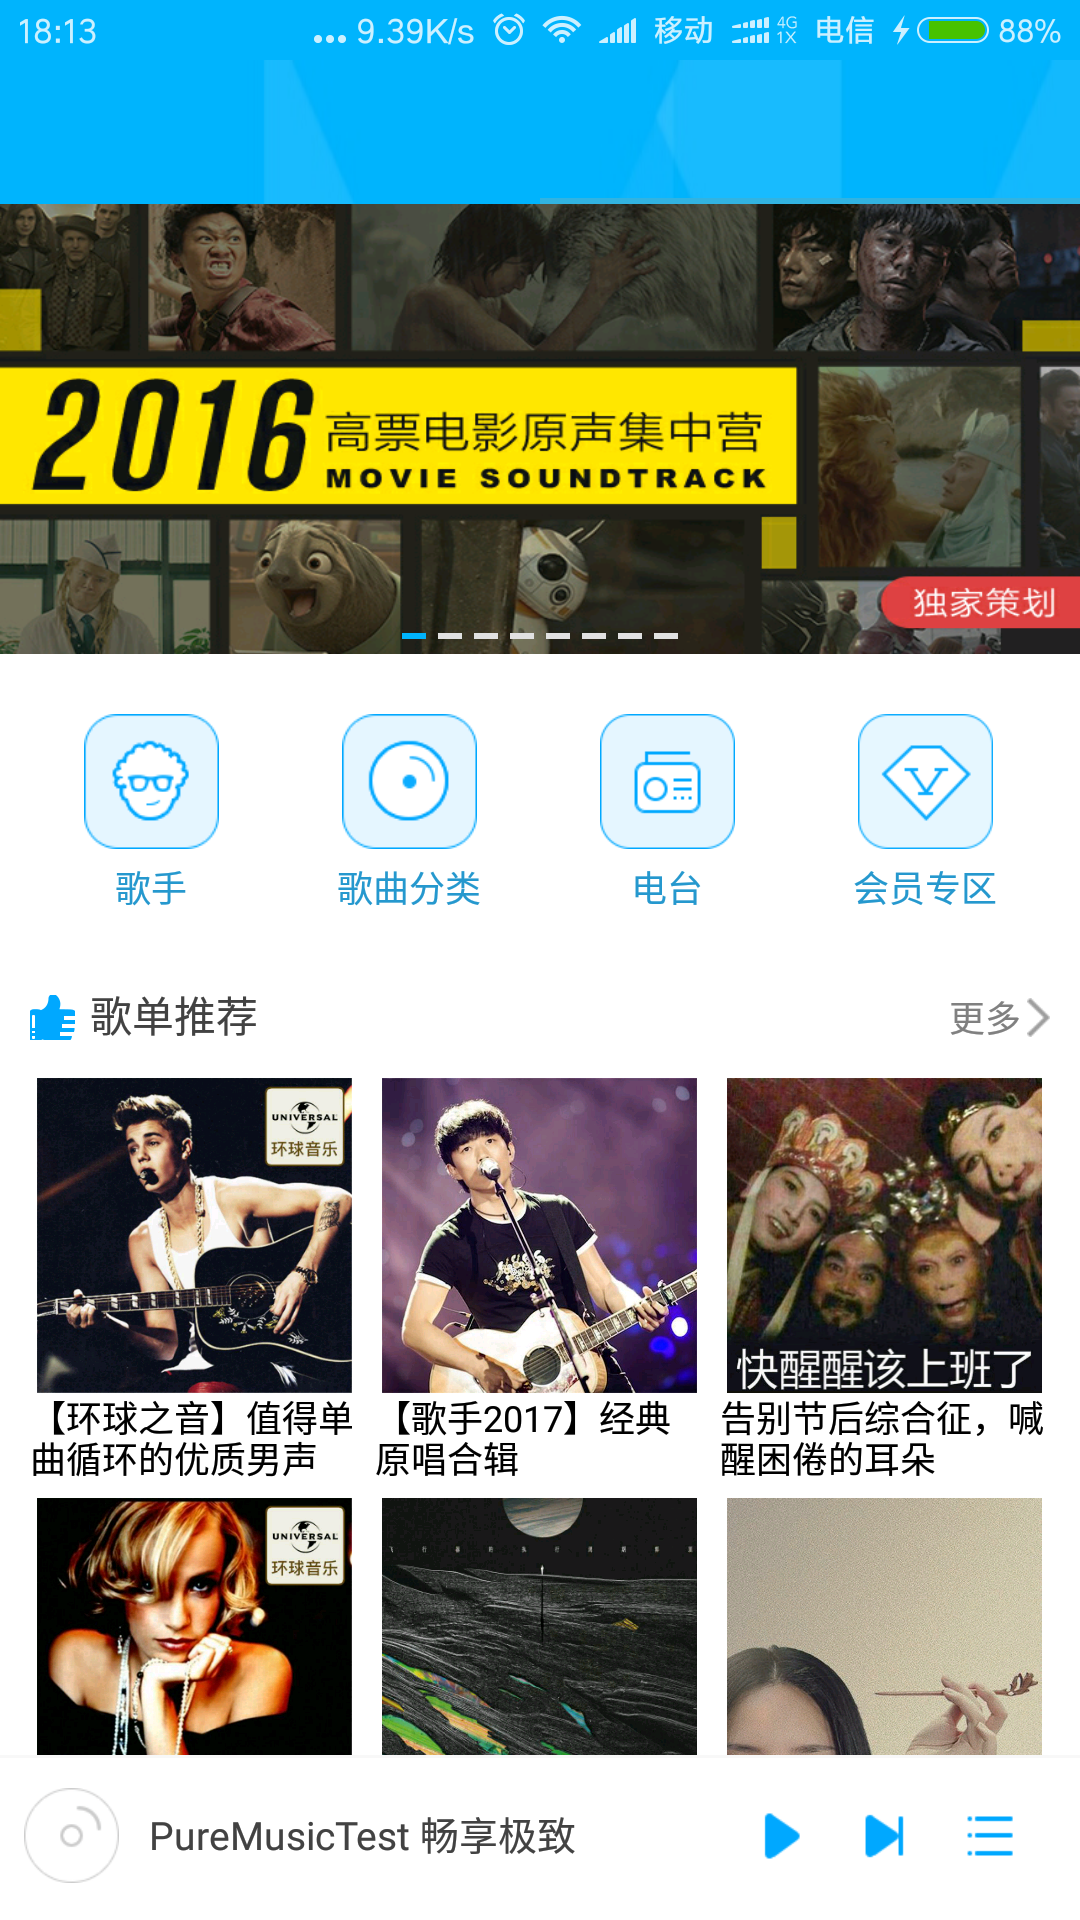 18:13 ... 9.39K/s 移动 4G 1X 电信 88%
2016 高票电影原声集中营
MOVIE SOUNDTRACK
独家策划
歌手 歌曲分类 电台 会员专区
歌单推荐 更多
UNIVERSAL
环球音乐
快醒醒该上班了
【环球之音】值得单曲循环的优质男声
【歌手2017】经典原唱合辑
告别节后综合征，喊醒困倦的耳朵
UNIVERSAL
环球音乐
PureMusicTest 畅享极致